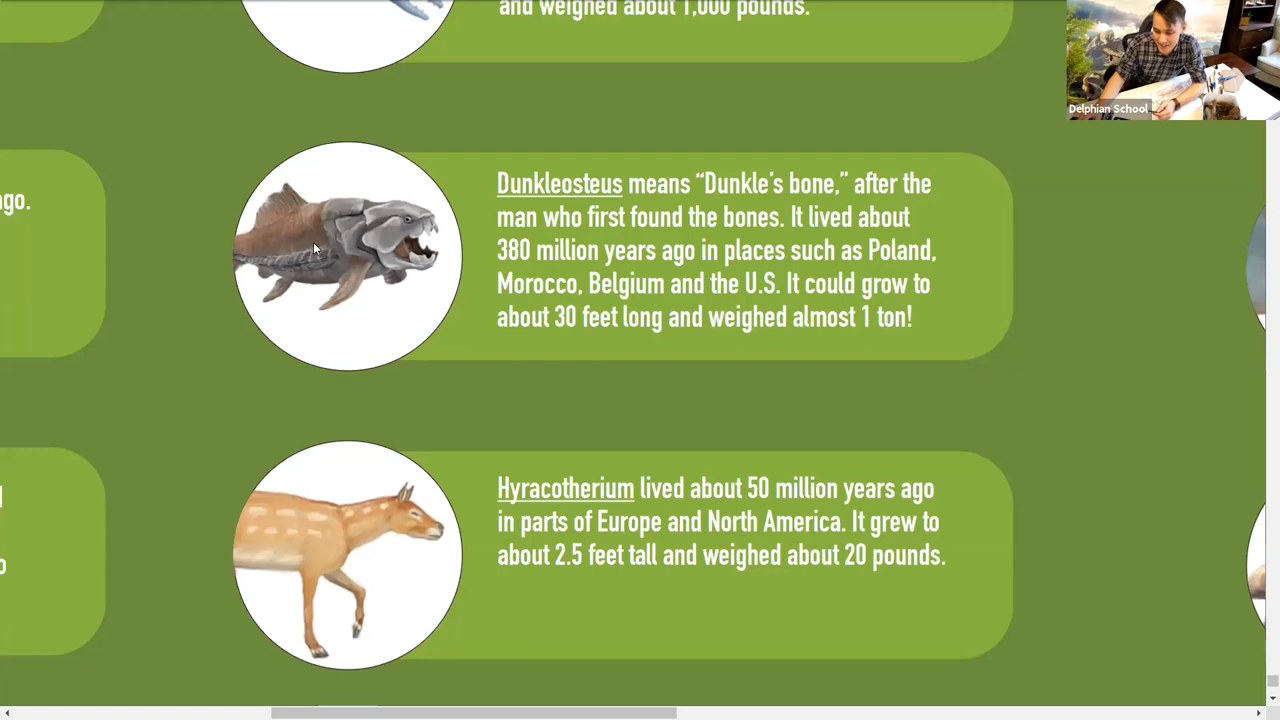 and weighed about 1,000 pounds.
Delphian School
ago.
Dunkleosteus means “Dunkle’s bone,” after the
man who first found the bones. It lived about
380 million years ago in places such as Poland,
Morocco, Belgium and the U.S. It could grow to
about 30 feet long and weighed almost 1 ton!
Hyracotherium lived about 50 million years ago
in parts of Europe and North America. It grew to
about 2.5 feet tall and weighed about 20 pounds.